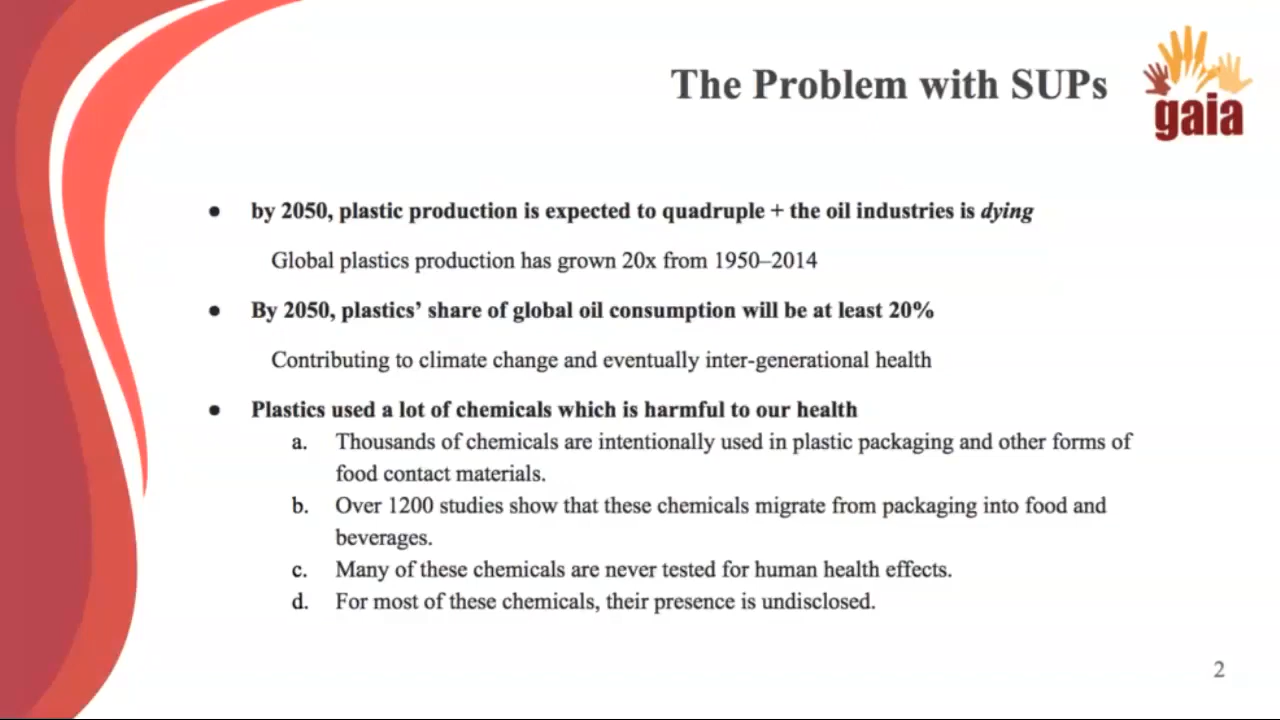 The Problem with SUPs
gaia
● by 2050, plastic production is expected to quadruple + the oil industries is dying
Global plastics production has grown 20x from 1950–2014
● By 2050, plastics’ share of global oil consumption will be at least 20%
Contributing to climate change and eventually inter-generational health
● Plastics used a lot of chemicals which is harmful to our health
a. Thousands of chemicals are intentionally used in plastic packaging and other forms of
food contact materials.
b. Over 1200 studies show that these chemicals migrate from packaging into food and
beverages.
c. Many of these chemicals are never tested for human health effects.
d. For most of these chemicals, their presence is undisclosed.
2